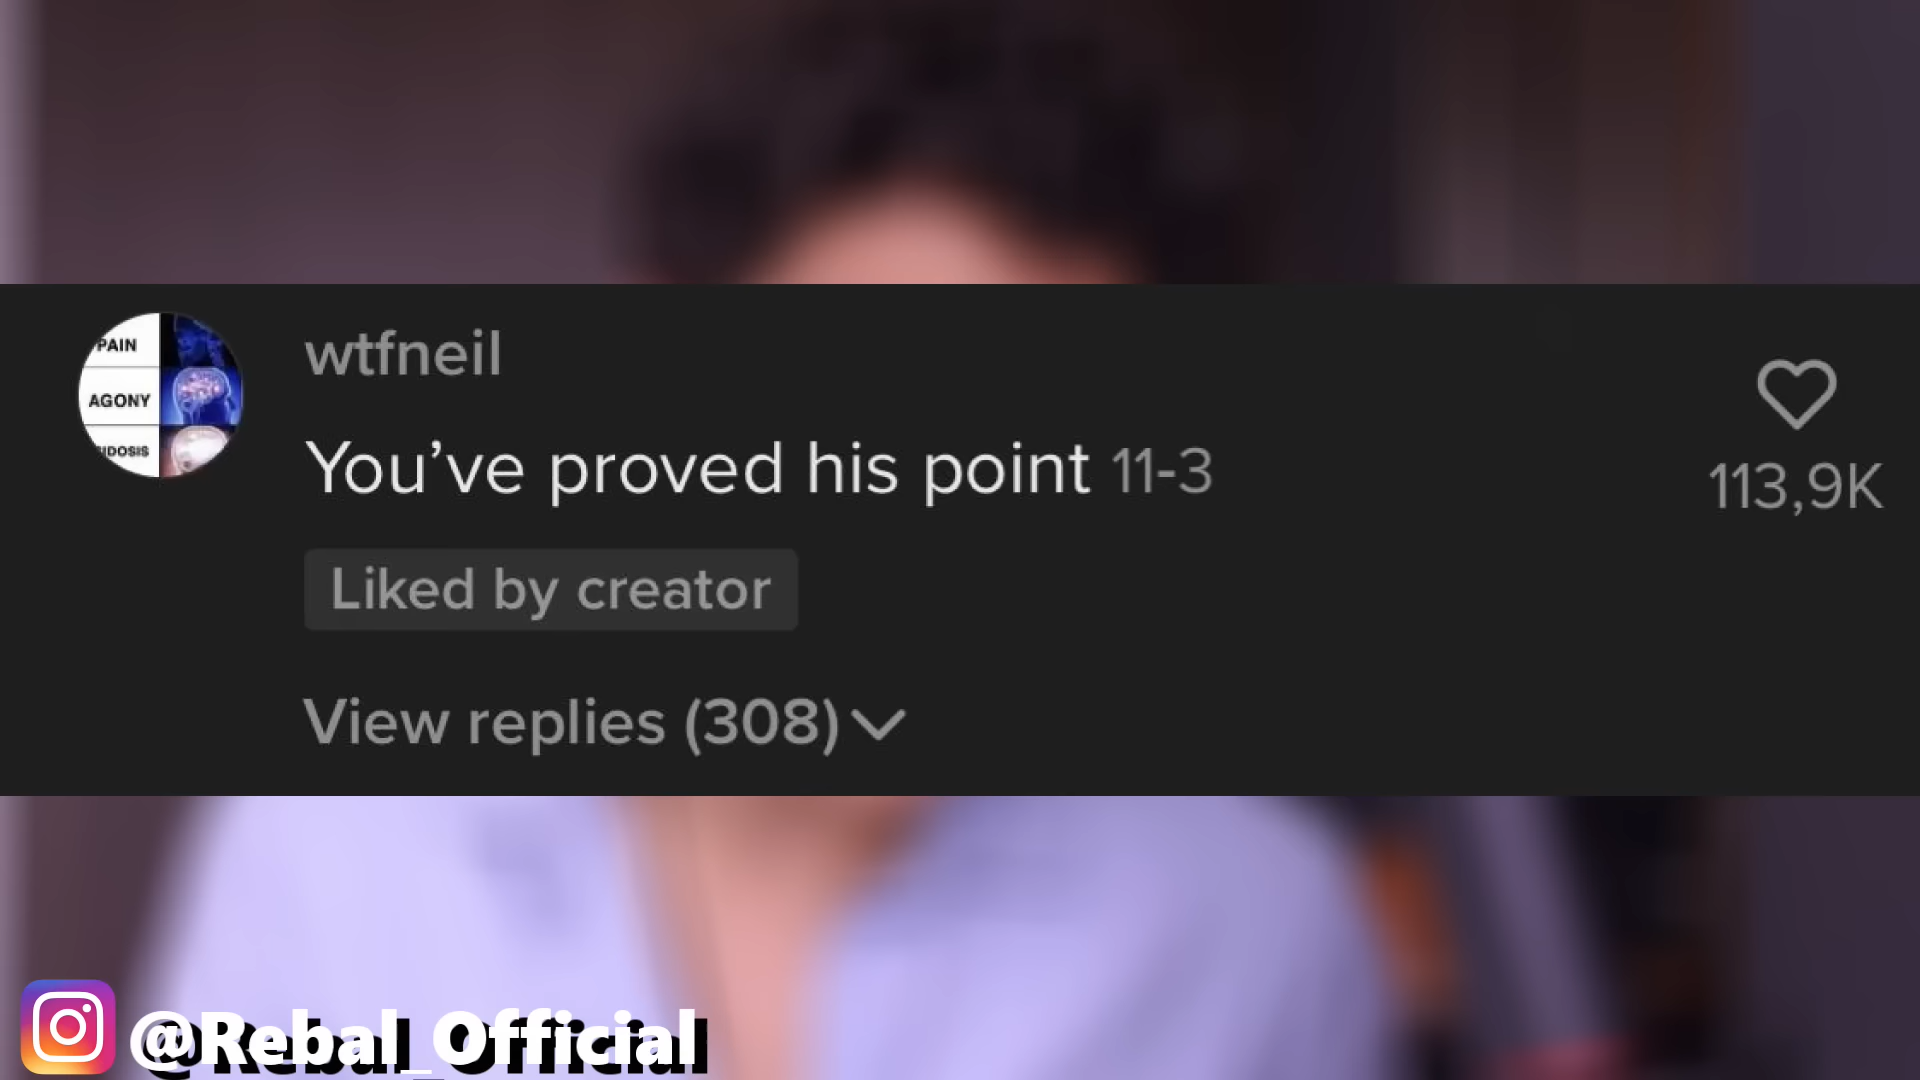 PAIN
AGONY
IDOSIS
wtfneil
You’ve proved his point 11-3
113,9K
Liked by creator
View replies (308)
@Rebal_Official